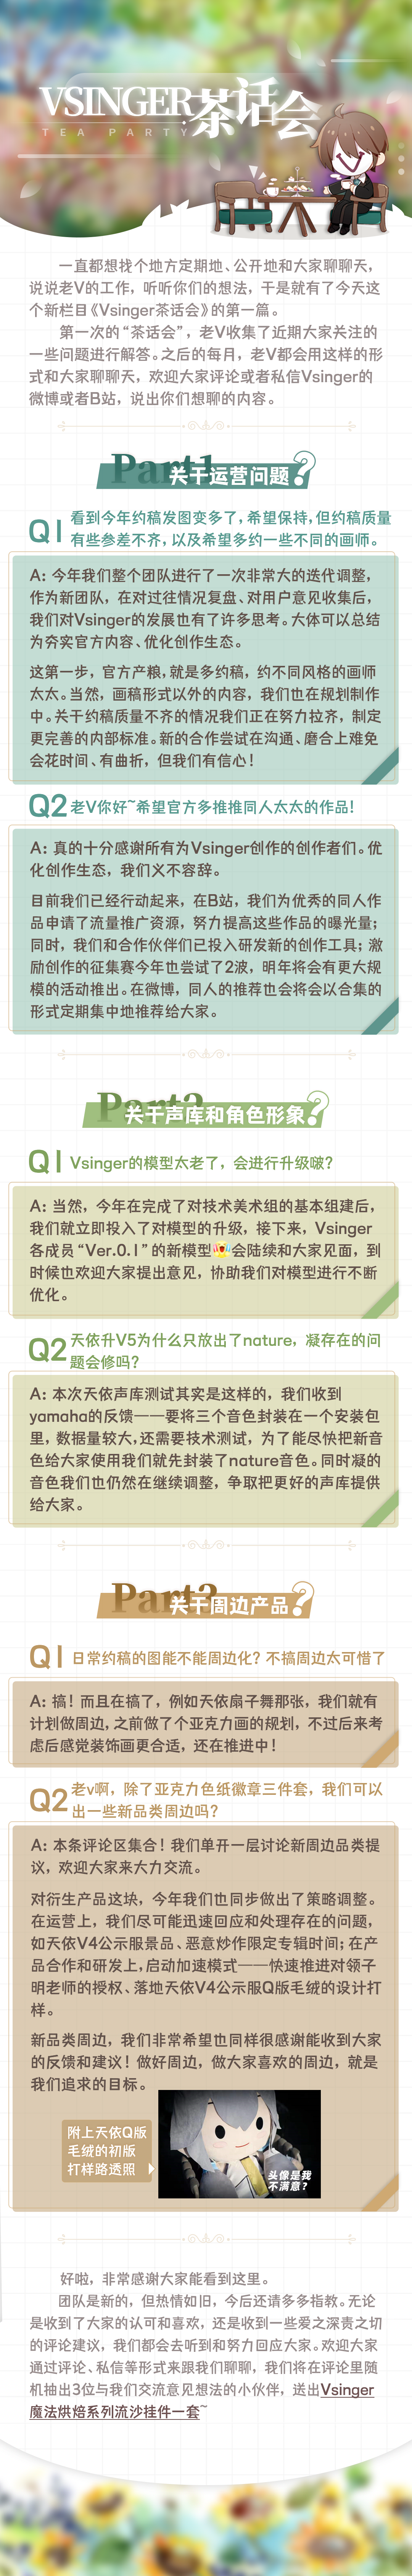 VSINGER茶话会
TEA PARTY
一直都想找个地方定期地、公开地和大家聊聊天，
说说老V的工作，听听你们的想法，于是就有了今天这
个新栏目《Vsinger茶话会》的第一篇。
第一次的“茶话会”，老V收集了近期大家关注的
一些问题进行解答。之后的每月，老V都会用这样的形
式和大家聊聊天，欢迎大家评论或者私信Vsinger的
微博或者B站，说出你们想聊的内容。
Part1
关于运营问题?
Q1 看到今年约稿发图变多了，希望保持，但约稿质量
有些参差不齐，以及希望多约一些不同的画师。
A：今年我们整个团队进行了一次非常大的迭代调整，
作为新团队，在对过往情况复盘、对用户意见收集后，
我们对Vsinger的发展也有了许多思考。大体可以总结
为夯实官方内容、优化创作生态。
这第一步，官方产粮，就是多约稿，约不同风格的画师
太太。当然，画稿形式以外的内容，我们也在规划制作
中。关于约稿质量不齐的情况我们正在努力拉齐，制定
更完善的内部标准。新的合作尝试在沟通、磨合上难免
会花时间、有曲折，但我们有信心！
Q2 老V你好~希望官方多推推同人太太的作品!
A：真的十分感谢所有为Vsinger创作的创作者们。优
化创作生态，我们义不容辞。
目前我们已经行动起来，在B站，我们为优秀的同人作
品申请了流量推广资源，努力提高这些作品的曝光量；
同时，我们和合作伙伴们已投入研发新的创作工具；激
励创作的征集赛今年也尝试了2波，明年将会有更大规
模的活动推出。在微博，同人的推荐也会将会以合集的
形式定期集中地推荐给大家。
Part2
关于声库和角色形象?
Q1 Vsinger的模型太老了，会进行升级啵？
A：当然，今年在完成了对技术美术组的基本组建后，
我们就立即投入了对模型的升级，接下来，Vsinger
各成员“Ver.0.1”的新模型会陆续和大家见面，到
时候也欢迎大家提出意见，协助我们对模型进行不断
优化。
Q2 天依升V5为什么只放出了nature，凝存在的问
题会修吗？
A：本次天依声库测试其实是这样的，我们收到
yamaha的反馈——要将三个音色封装在一个安装包
里，数据量较大，还需要技术测试，为了能尽快把新音
色给大家使用我们就先封装了nature音色。同时凝的
音色我们也仍然在继续调整，争取把更好的声库提供
给大家。
Part3
关于周边产品?
Q1 日常约稿的图能不能周边化？不搞周边太可惜了
A：搞！而且在搞了，例如天依扇子舞那张，我们就有
计划做周边，之前做了个亚克力画的规划，不过后来考
虑后感觉装饰画更合适，还在推进中！
Q2 老v啊，除了亚克力色纸徽章三件套，我们可以
出一些新品类周边吗？
A：本条评论区集合！我们单开一层讨论新周边品类提
议，欢迎大家来大力交流。
对衍生产品这块，今年我们也同步做出了策略调整。
在运营上，我们尽可能迅速回应和处理存在的问题，
如天依V4公示服景品、恶意炒作限定专辑时间；在产
品合作和研发上，启动加速模式——快速推进对领子
明老师的授权、落地天依V4公示服Q版毛绒的设计打
样。
新品类周边，我们非常希望也同样很感谢能收到大家
的反馈和建议！做好周边，做大家喜欢的周边，就是
我们追求的目标。
附上天依Q版
毛绒的初版
打样路透照
头像是我
不满意？
好啦，非常感谢大家能看到这里。
团队是新的，但热情如旧，今后还请多多指教。无论
是收到了大家的认可和喜欢，还是收到一些爱之深责之切
的评论建议，我们都会去听到和努力回应大家。欢迎大家
通过评论、私信等形式来跟我们聊聊，我们将在评论里随
机抽出3位与我们交流意见想法的小伙伴，送出Vsinger
魔法烘焙系列流沙挂件一套~